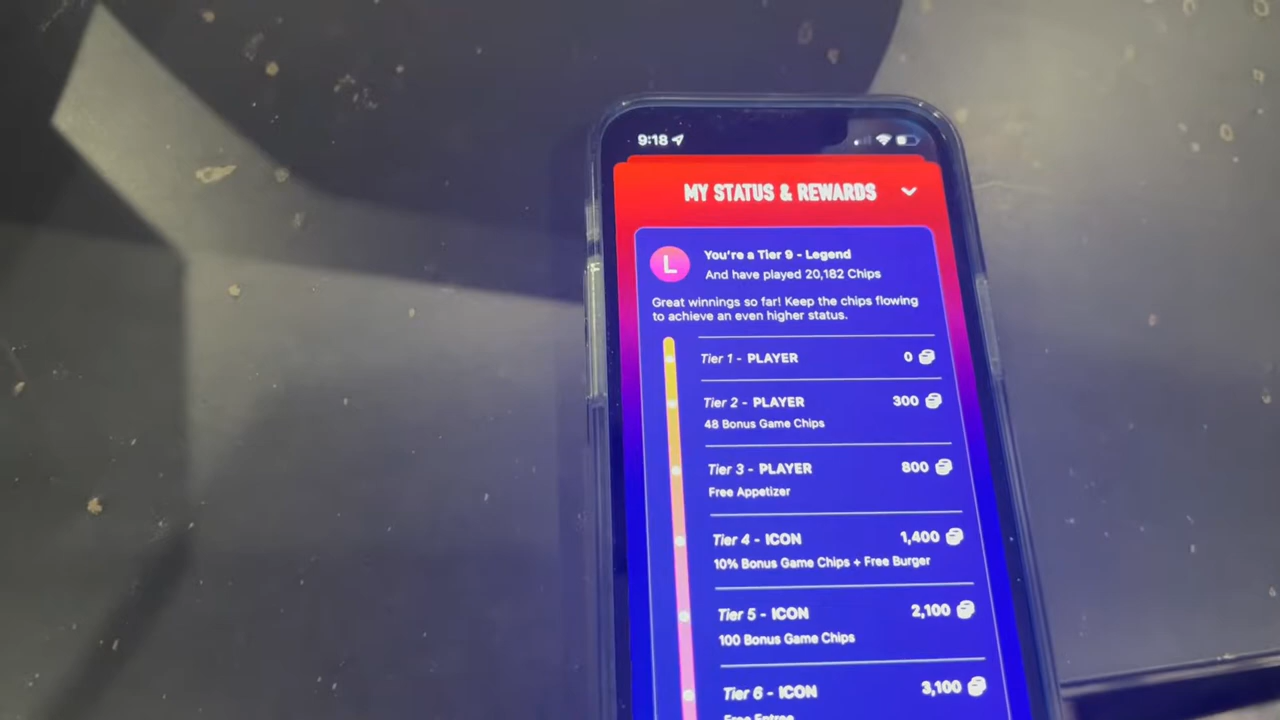 9:18
MY STATUS & REWARDS
L
You're a Tier 9 - Legend
And have played 20,182 Chips
Great winnings so far! Keep the chips flowing
to achieve an even higher status.
Tier 1 - PLAYER 0
Tier 2 - PLAYER 300
48 Bonus Game Chips
Tier 3 - PLAYER 800
Free Appetizer
Tier 4 - ICON 1,400
10% Bonus Game Chips + Free Burger
Tier 5 - ICON 2,100
100 Bonus Game Chips
Tier 6 - ICON 3,100
Free Entree